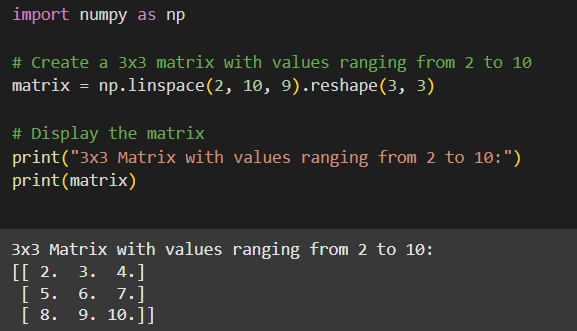 import numpy as np
# Create a 3x3 matrix with values ranging from 2 to 10
matrix = np.linspace(2, 10, 9).reshape(3, 3)
# Display the matrix
print("3x3 Matrix with values ranging from 2 to 10:")
print(matrix)
3x3 Matrix with values ranging from 2 to 10:
[[ 2.  3.  4.]
 [ 5.  6.  7.]
 [ 8.  9. 10.]]